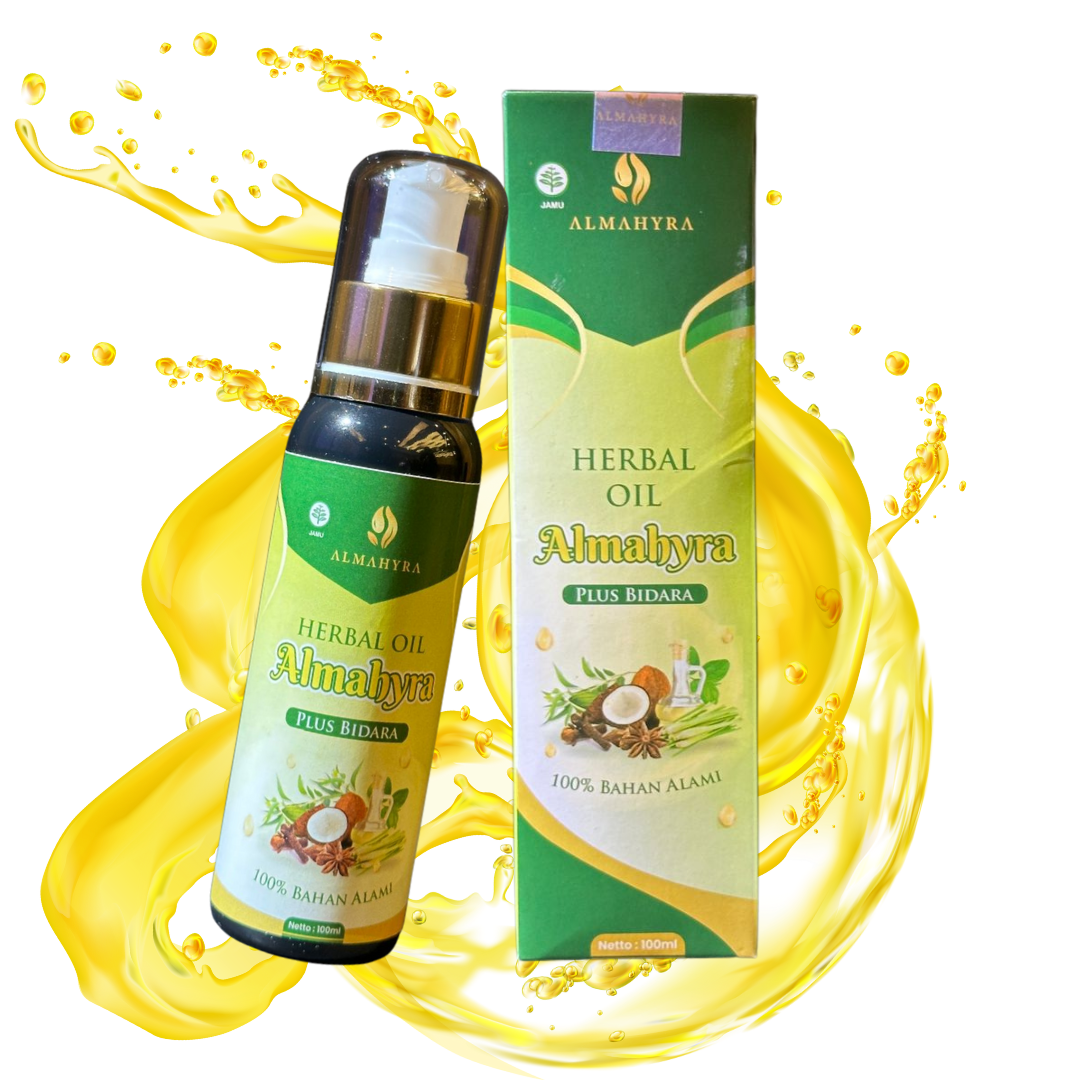 JAMU
ALMAHYRA
HERBAL OIL
Almahyra
PLUS BIDARA
100% BAHAN ALAMI
Netto : 100ml
ALMAHYRA
JAMU
ALMAHYRA
HERBAL
OIL
Almahyra
PLUS BIDARA
100% BAHAN ALAMI
Netto : 100ml